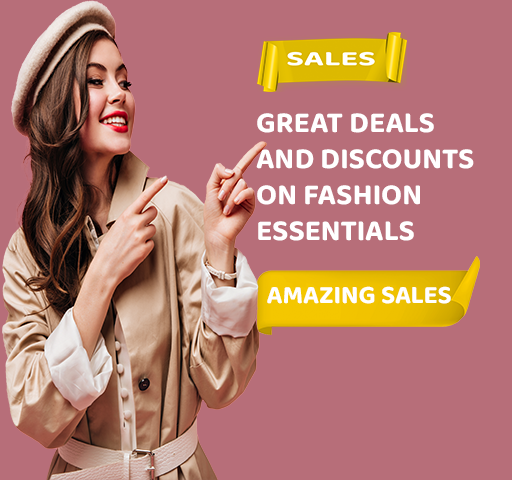 SALES
GREAT DEALS
AND DISCOUNTS
ON FASHION
ESSENTIALS
AMAZING SALES